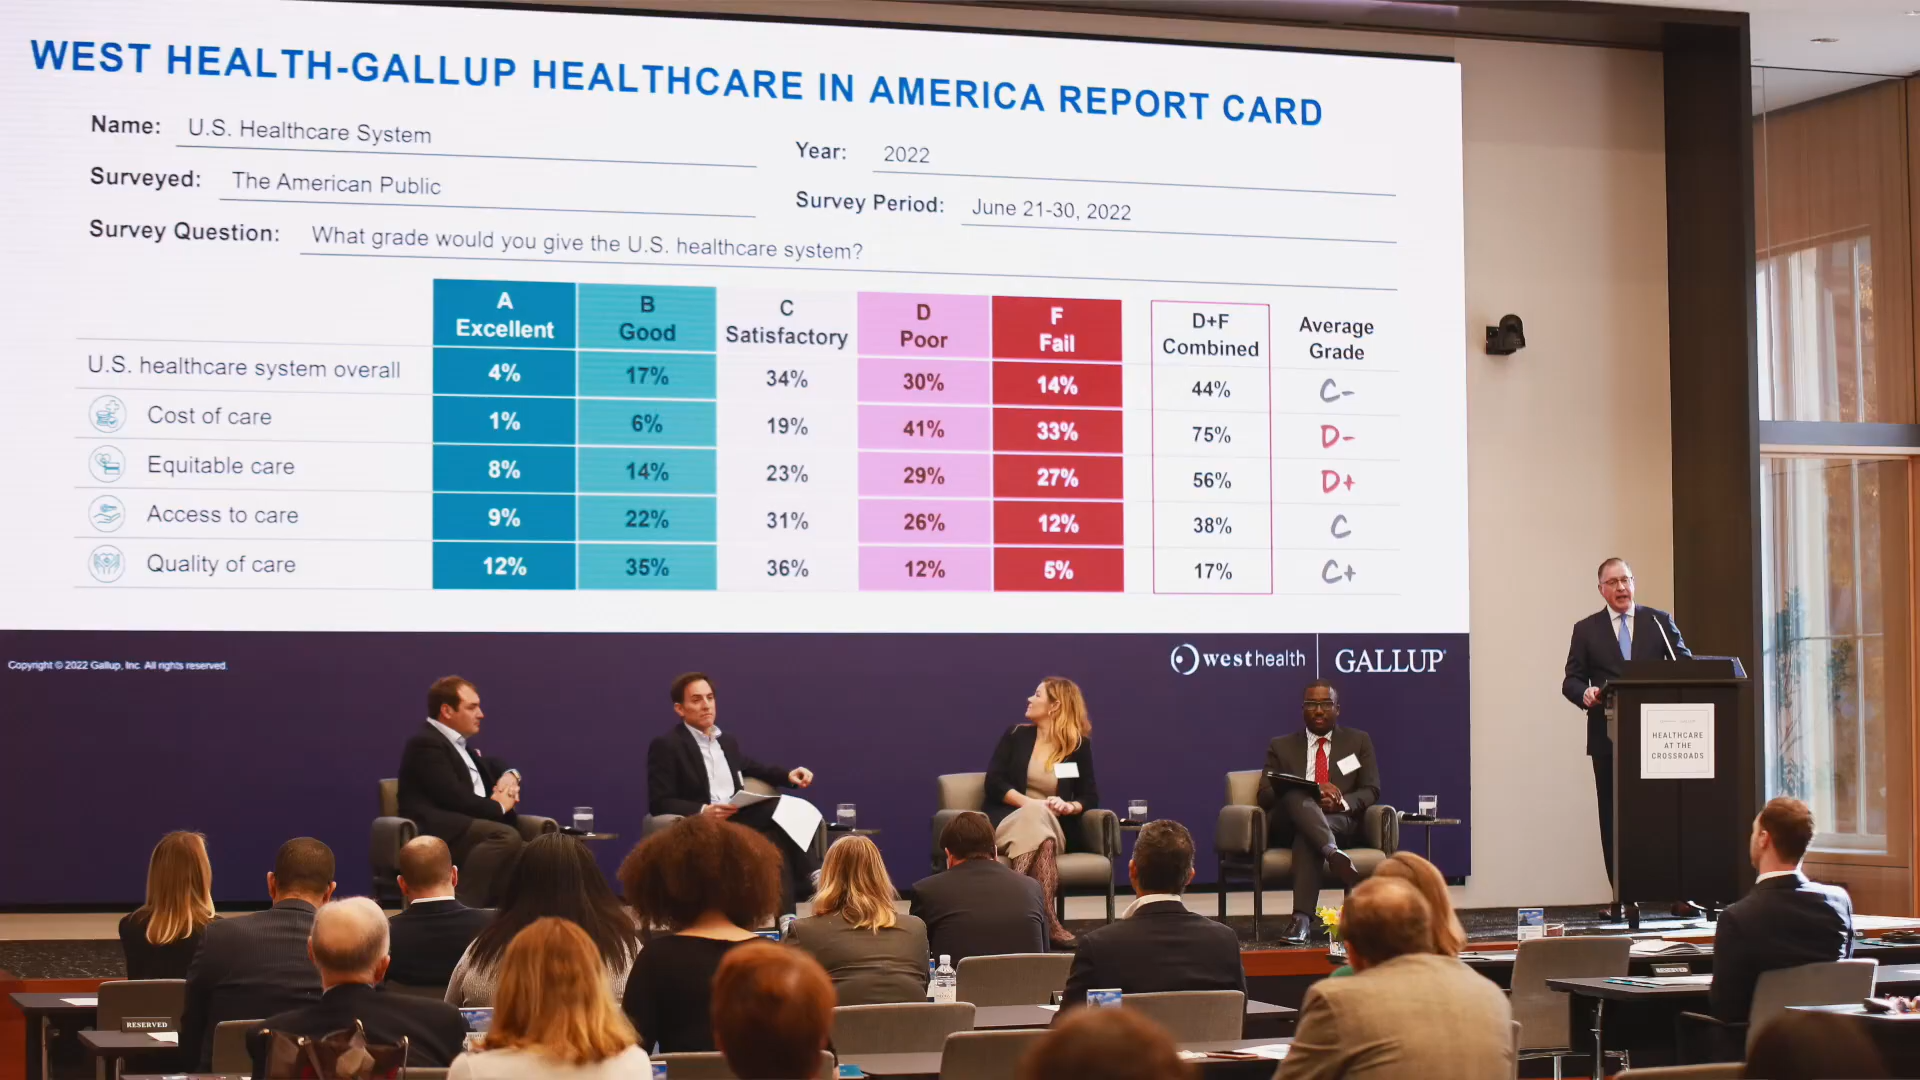 WEST HEALTH-GALLUP HEALTHCARE IN AMERICA REPORT CARD
Name: U.S. Healthcare System
Year: 2022
Surveyed: The American Public
Survey Period: June 21-30, 2022
Survey Question: What grade would you give the U.S. healthcare system?
A Excellent B Good C Satisfactory D Poor F Fail D+F Combined Average Grade
U.S. healthcare system overall 4% 17% 34% 30% 14% 44% C-
Cost of care 1% 6% 19% 41% 33% 75% D-
Equitable care 8% 14% 23% 29% 27% 56% D+
Access to care 9% 22% 31% 26% 12% 38% C
Quality of care 12% 35% 36% 12% 5% 17% C+
Copyright © 2022 Gallup, Inc. All rights reserved.
westhealth GALLUP®
HEALTHCARE
AT THE
CROSSROADS
RESERVED